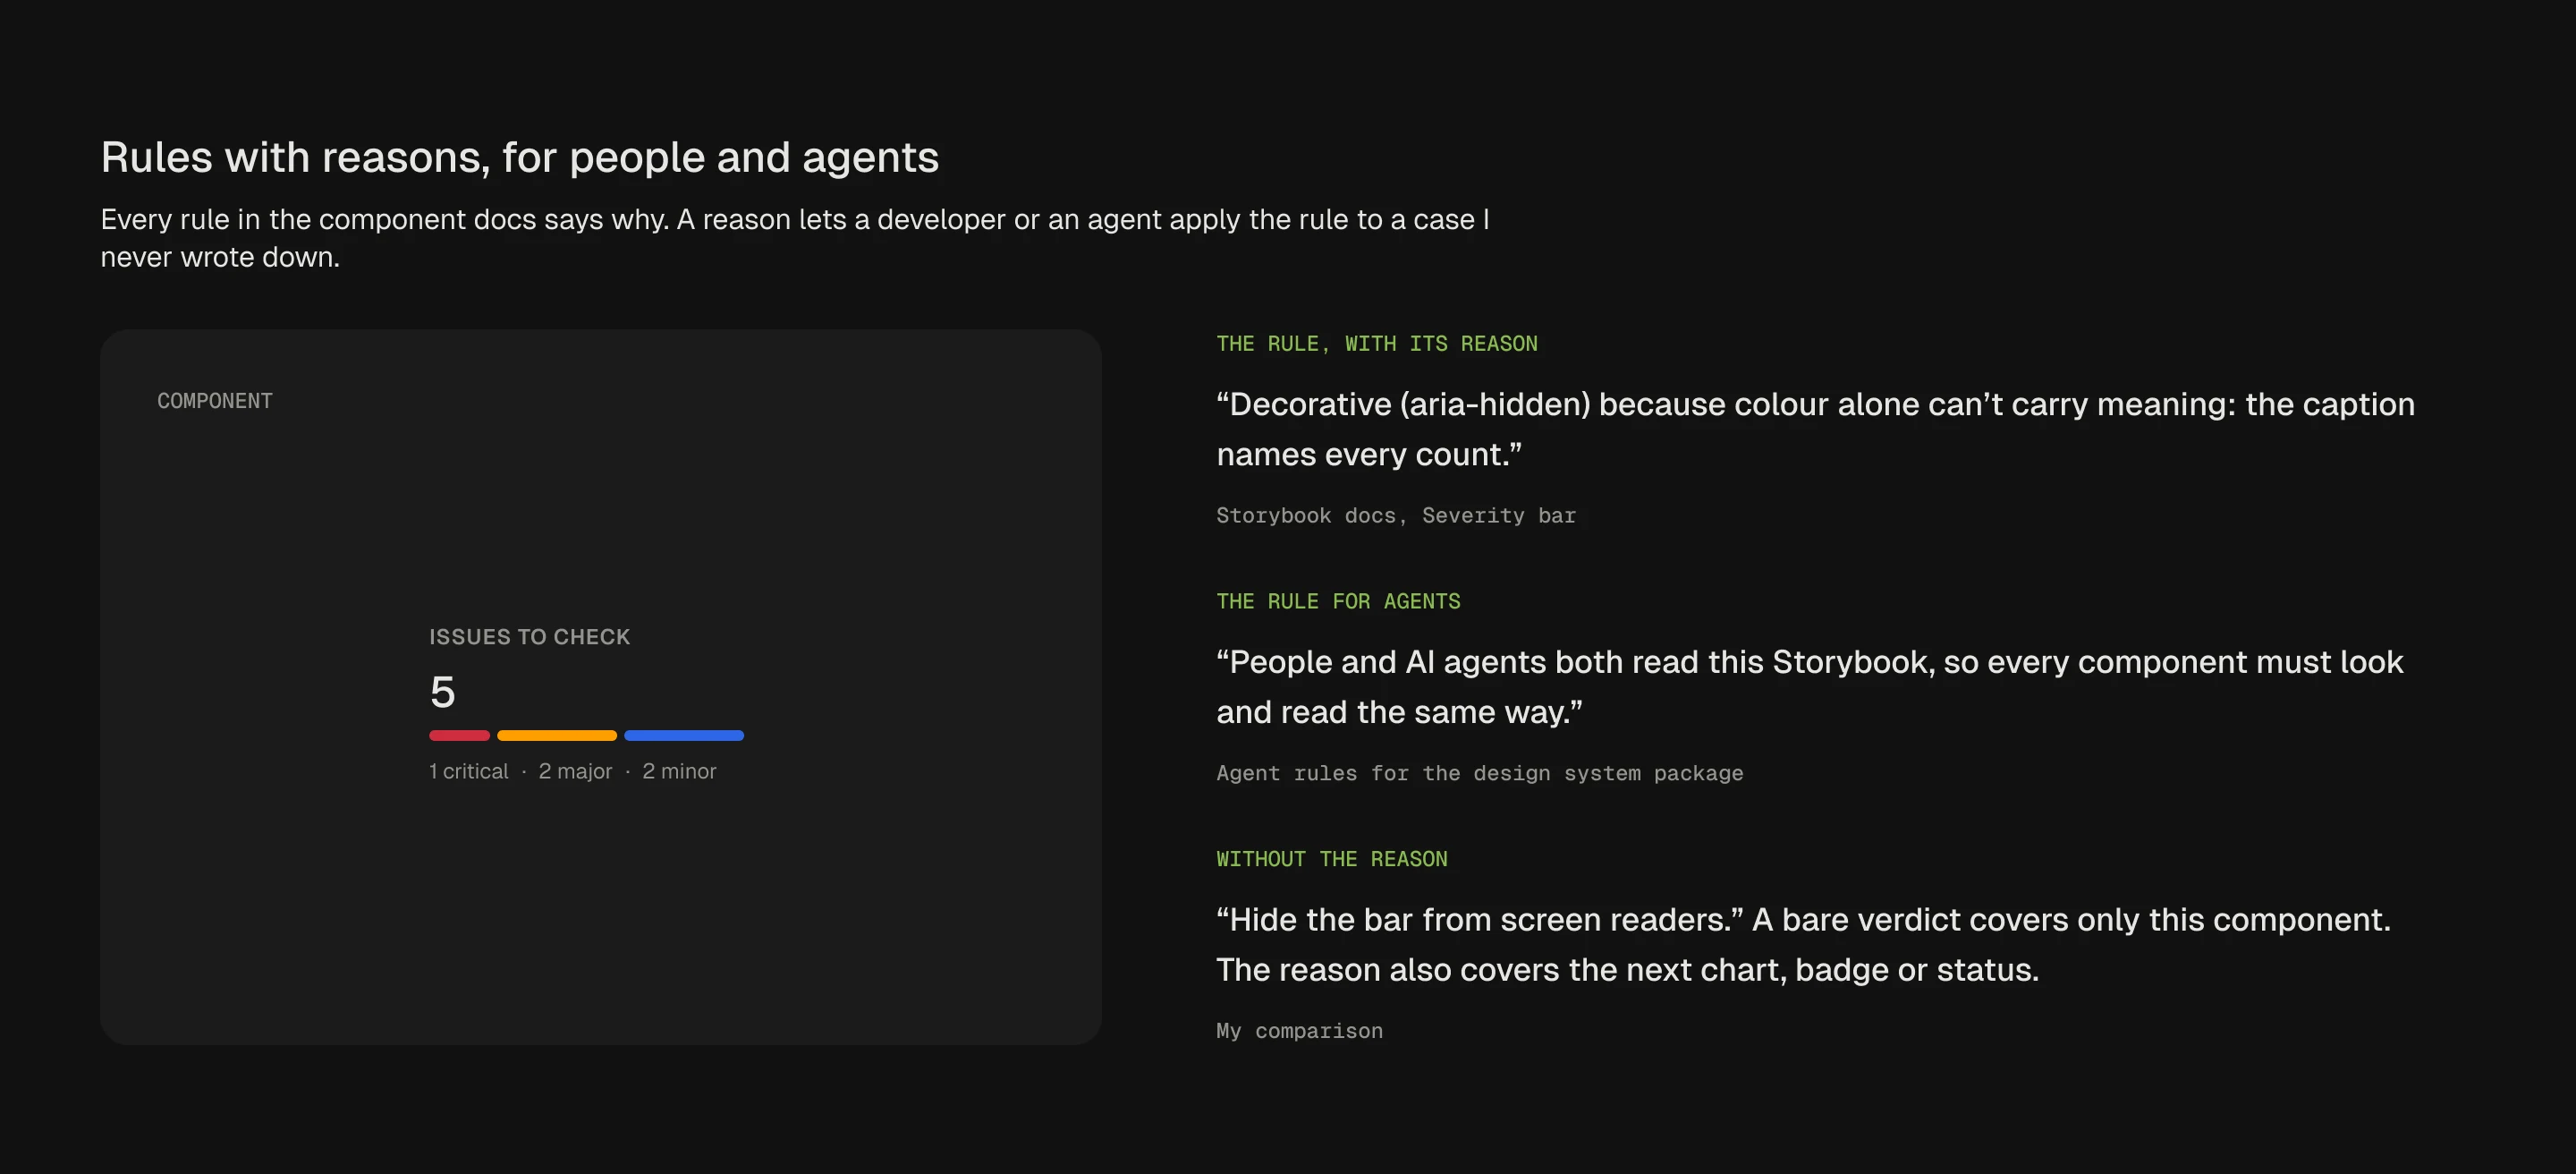 Rules with reasons, for people and agents
Every rule in the component docs says why. A reason lets a developer or an agent apply the rule to a case I
never wrote down.
COMPONENT
ISSUES TO CHECK
5
1 critical · 2 major · 2 minor
THE RULE, WITH ITS REASON
“Decorative (aria-hidden) because colour alone can’t carry meaning: the caption
names every count.”
Storybook docs, Severity bar
THE RULE FOR AGENTS
“People and AI agents both read this Storybook, so every component must look
and read the same way.”
Agent rules for the design system package
WITHOUT THE REASON
“Hide the bar from screen readers.” A bare verdict covers only this component.
The reason also covers the next chart, badge or status.
My comparison